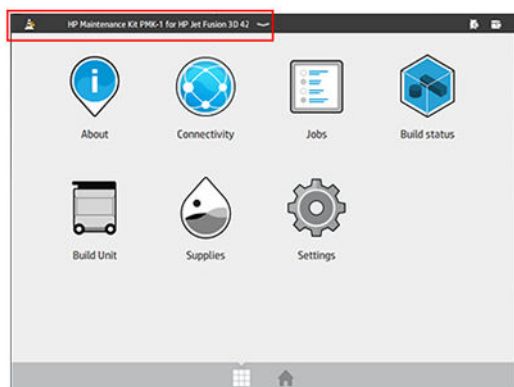 HP Maintenance Kit PMK-1 for HP Jet Fusion 3D 42
About
Connectivity
Jobs
Build status
Build Unit
Supplies
Settings